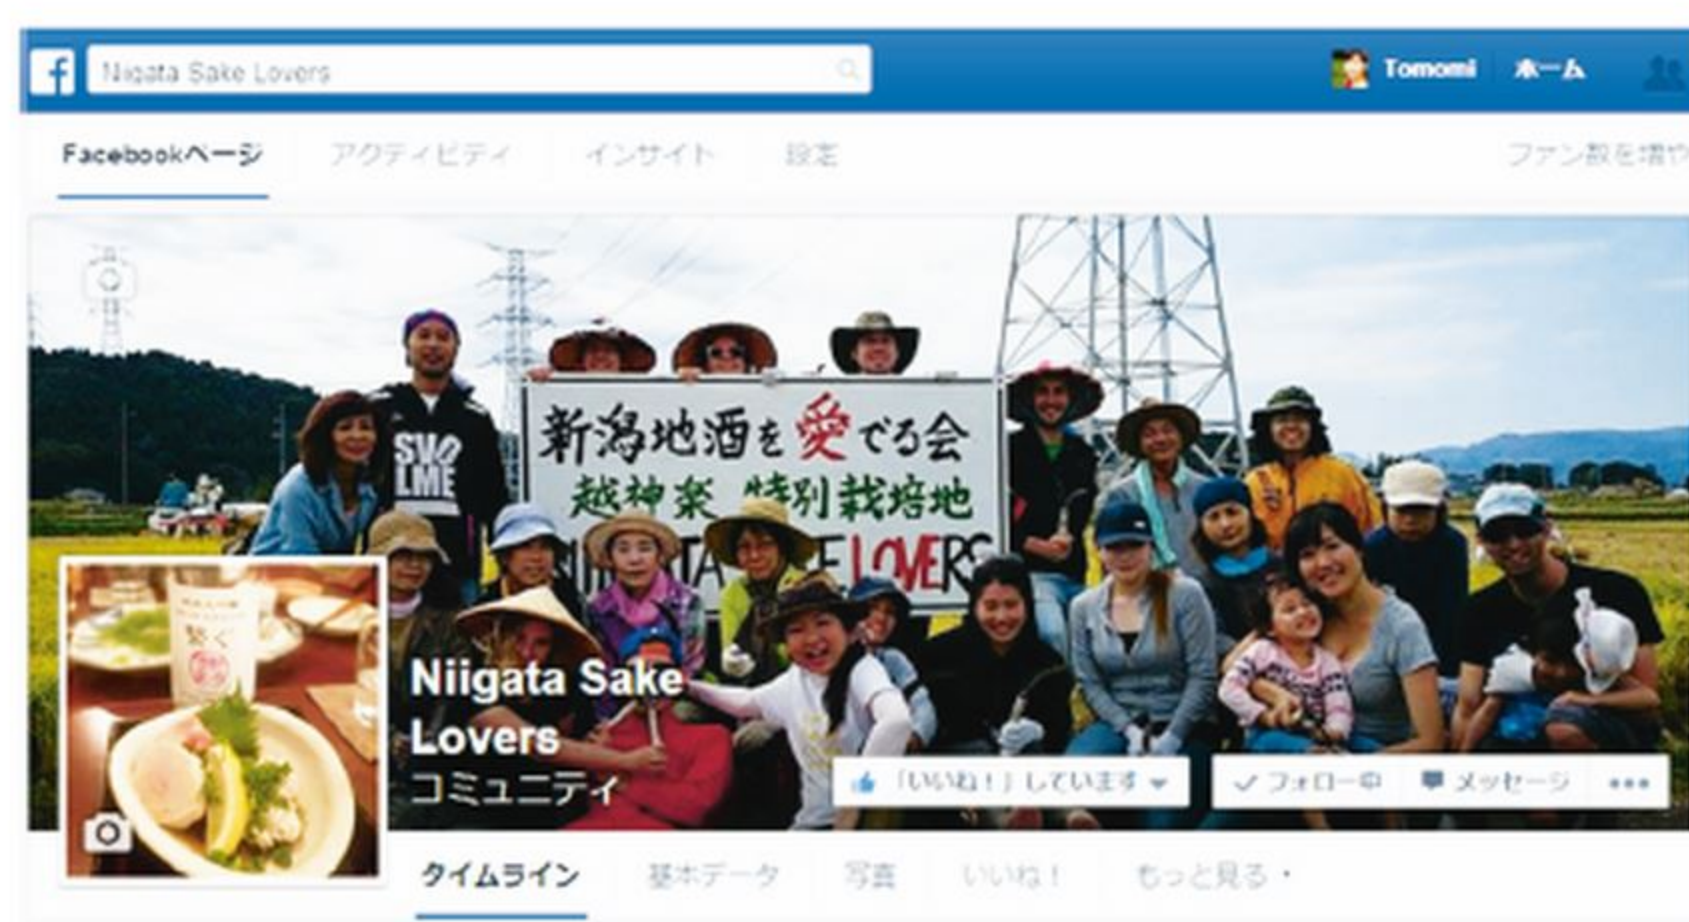 f Niigata Sake Lovers Tomomi ホーム
Facebookページ アクティビティ インサイト 設定 ファン数を増や
新潟地酒を愛でる会
越神楽 特別栽培地
LOVERS
SVO
LME
繋ぐ
Niigata Sake
Lovers
コミュニティ
「いいね！」しています フォロー中 メッセージ •••
タイムライン 基本データ 写真 いいね！ もっと見る